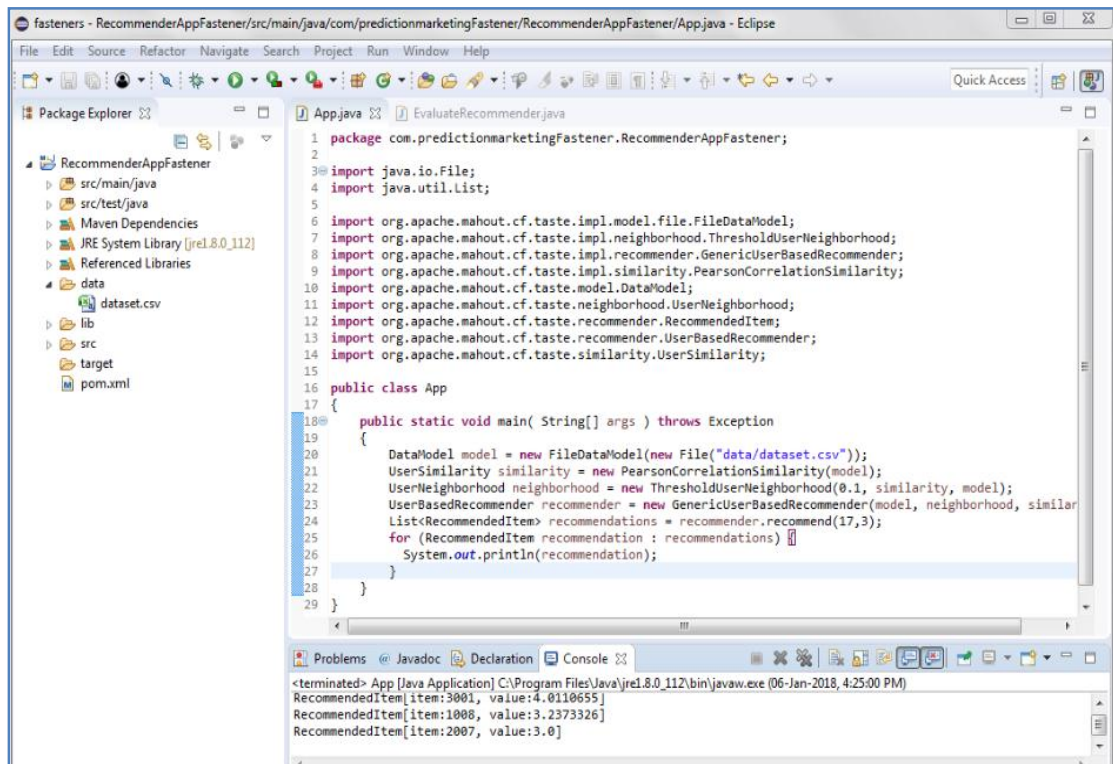 fasteners - RecommenderAppFastener/src/main/java/com/predictionmarketingFastener/RecommenderAppFastener/App.java - Eclipse
File Edit Source Refactor Navigate Search Project Run Window Help
Quick Access
Package Explorer
RecommenderAppFastener
src/main/java
src/test/java
Maven Dependencies
JRE System Library [jre1.8.0_112]
Referenced Libraries
data
dataset.csv
lib
src
target
pom.xml
App.java EvaluateRecommender.java
1 package com.predictionmarketingFastener.RecommenderAppFastener;
2
3 import java.io.File;
4 import java.util.List;
5
6 import org.apache.mahout.cf.taste.impl.model.file.FileDataModel;
7 import org.apache.mahout.cf.taste.impl.neighborhood.ThresholdUserNeighborhood;
8 import org.apache.mahout.cf.taste.impl.recommender.GenericUserBasedRecommender;
9 import org.apache.mahout.cf.taste.impl.similarity.PearsonCorrelationSimilarity;
10 import org.apache.mahout.cf.taste.model.DataModel;
11 import org.apache.mahout.cf.taste.neighborhood.UserNeighborhood;
12 import org.apache.mahout.cf.taste.recommender.RecommendedItem;
13 import org.apache.mahout.cf.taste.recommender.UserBasedRecommender;
14 import org.apache.mahout.cf.taste.similarity.UserSimilarity;
15
16 public class App
17 {
18 public static void main( String[] args ) throws Exception
19 {
20 DataModel model = new FileDataModel(new File("data/dataset.csv"));
21 UserSimilarity similarity = new PearsonCorrelationSimilarity(model);
22 UserNeighborhood neighborhood = new ThresholdUserNeighborhood(0.1, similarity, model);
23 UserBasedRecommender recommender = new GenericUserBasedRecommender(model, neighborhood, similar
24 List<RecommendedItem> recommendations = recommender.recommend(17,3);
25 for (RecommendedItem recommendation : recommendations) {
26 System.out.println(recommendation);
27 }
28 }
29 }
Problems @ Javadoc Declaration Console
<terminated> App [Java Application] C:\Program Files\Java\jre1.8.0_112\bin\javaw.exe (06-Jan-2018, 4:25:00 PM)
RecommendedItem[item:3001, value:4.0110655]
RecommendedItem[item:1008, value:3.2373326]
RecommendedItem[item:2007, value:3.0]